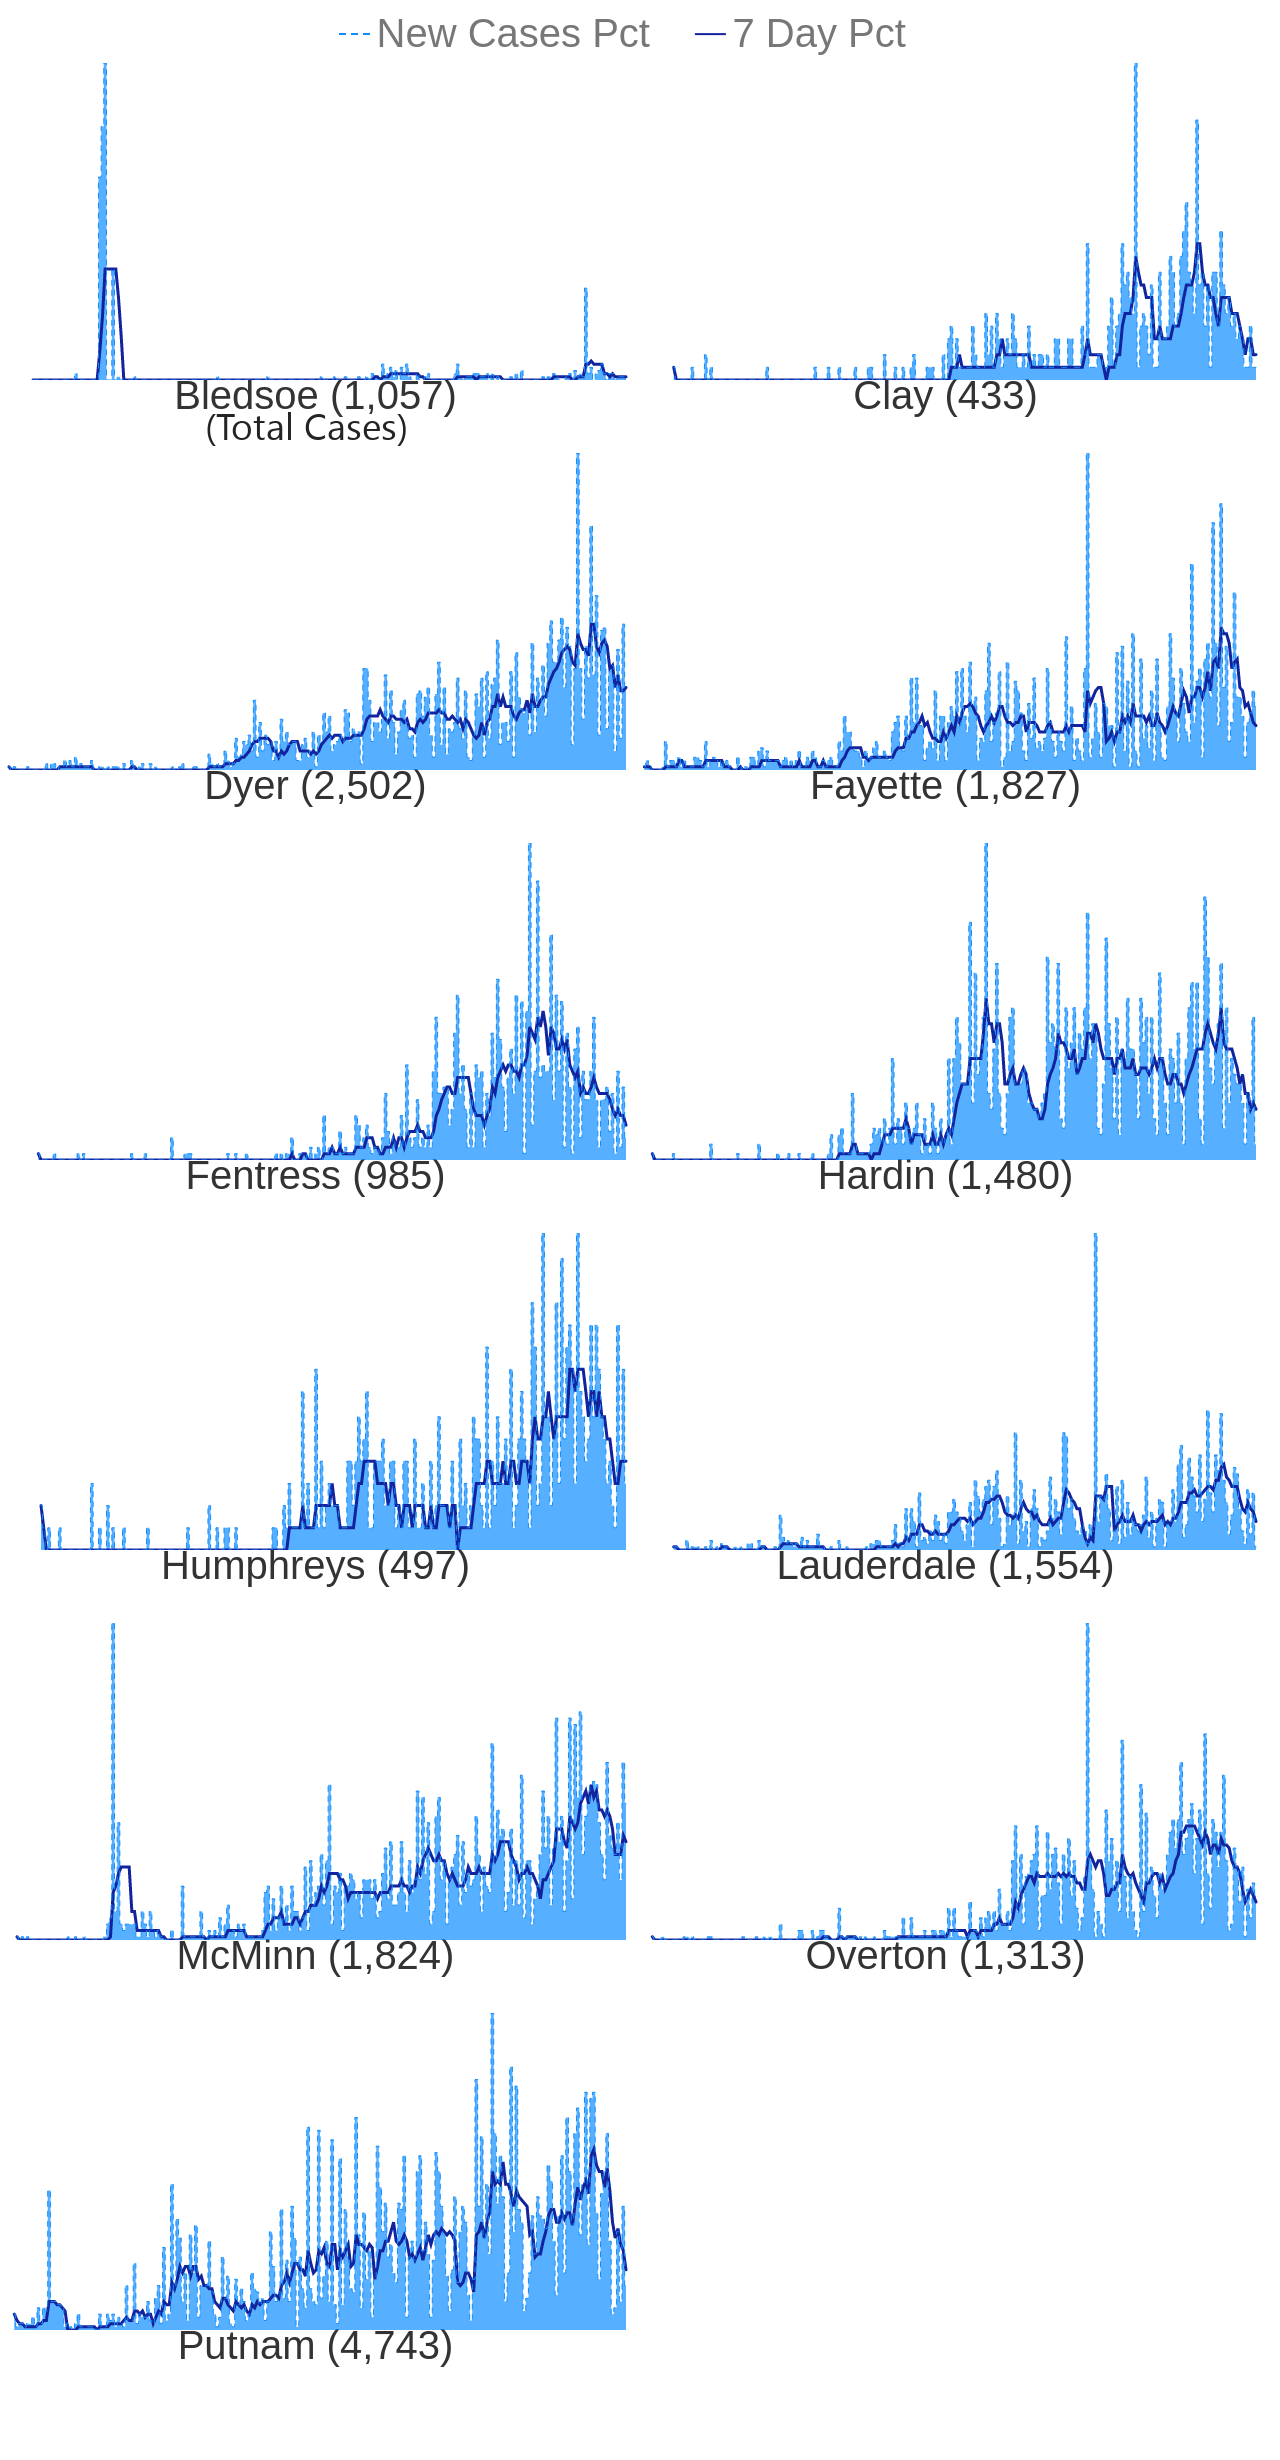 New Cases Pct 7 Day Pct
Bledsoe (1,057) Clay (433)
(Total Cases)
Dyer (2,502) Fayette (1,827)
Fentress (985) Hardin (1,480)
Humphreys (497) Lauderdale (1,554)
McMinn (1,824) Overton (1,313)
Putnam (4,743)